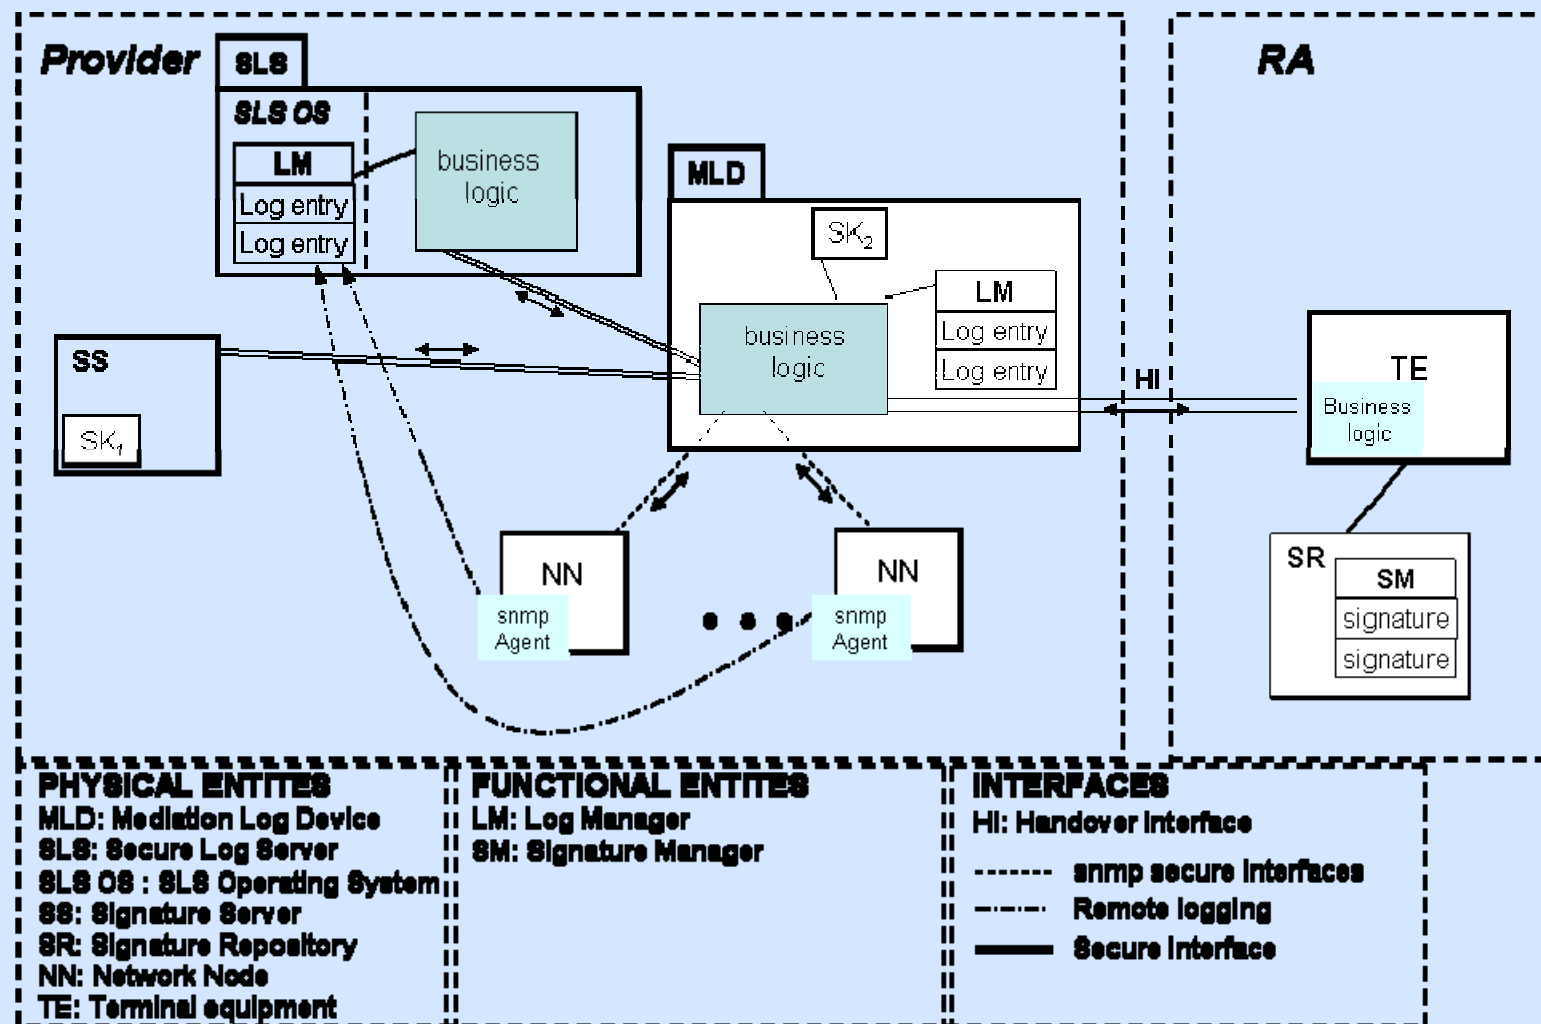 Provider
SLS
RA
SLS OS
LM
Log entry
Log entry
business
logic
MLD
SK2
LM
Log entry
Log entry
business
logic
SS
SK1
HI
TE
Business
logic
NN
snmp
Agent
NN
snmp
Agent
SR
SM
signature
signature
PHYSICAL ENTITES
MLD: Mediation Log Device
SLS: Secure Log Server
SLS OS : SLS Operating System
SS: Signature Server
SR: Signature Repository
NN: Network Node
TE: Terminal equipment
FUNCTIONAL ENTITES
LM: Log Manager
SM: Signature Manager
INTERFACES
HI: Handover Interface
snmp secure interfaces
Remote logging
Secure interface